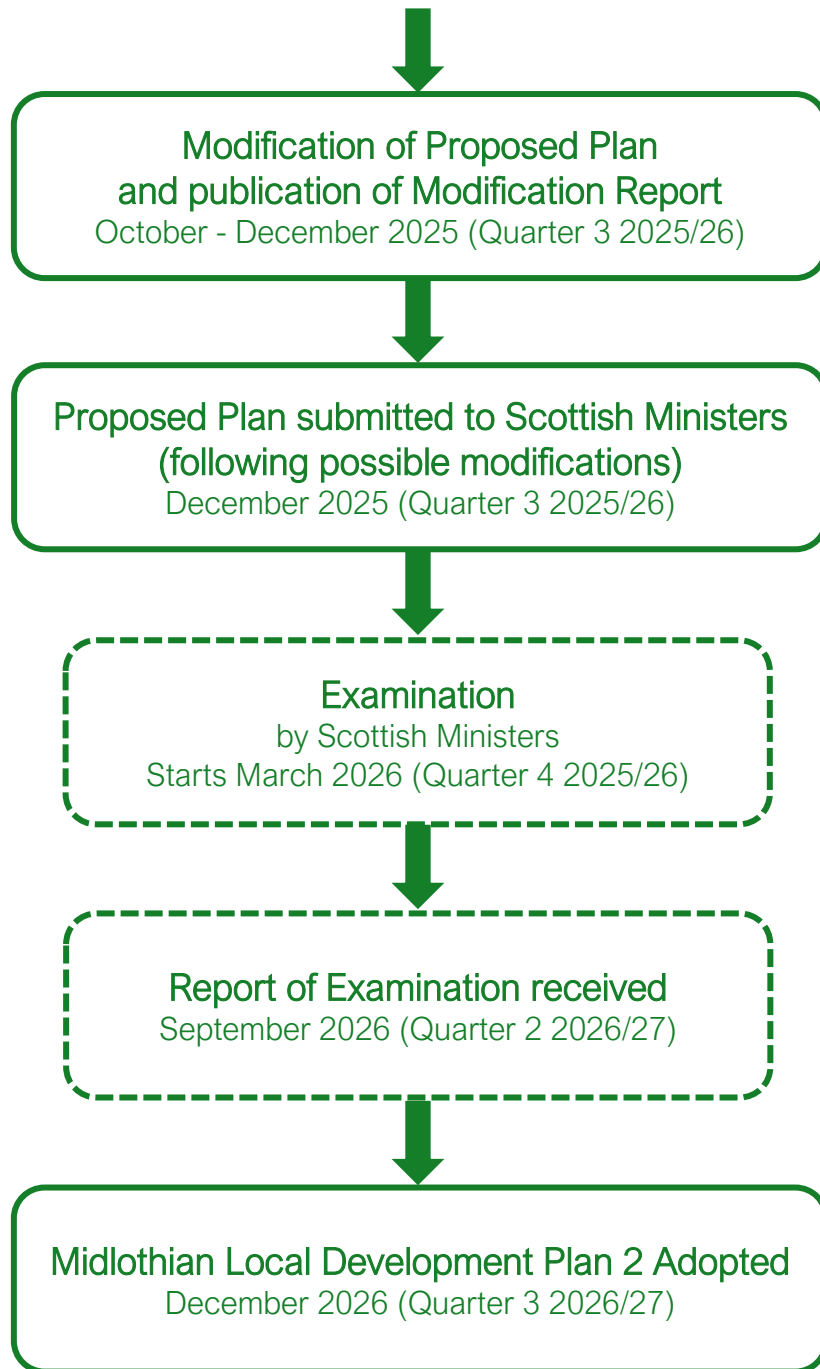 Modification of Proposed Plan
and publication of Modification Report
October - December 2025 (Quarter 3 2025/26)
Proposed Plan submitted to Scottish Ministers
(following possible modifications)
December 2025 (Quarter 3 2025/26)
Examination
by Scottish Ministers
Starts March 2026 (Quarter 4 2025/26)
Report of Examination received
September 2026 (Quarter 2 2026/27)
Midlothian Local Development Plan 2 Adopted
December 2026 (Quarter 3 2026/27)